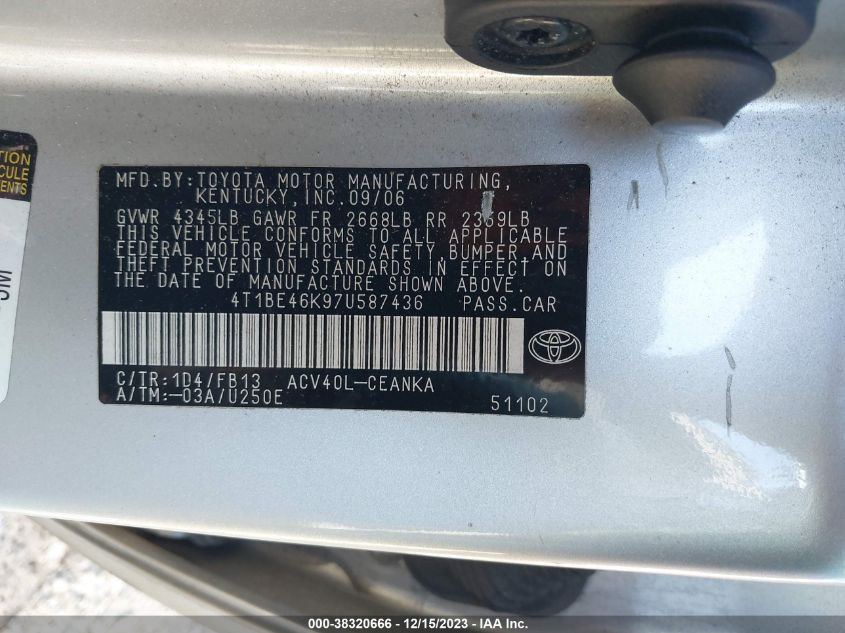 TION
CULE
ENTS
MFD.BY:TOYOTA MOTOR MANUFACTURING,
KENTUCKY, INC.09/06
GVWR 4345LB GAWR FR 2668LB RR 2369LB
THIS VEHICLE CONFORMS TO ALL APPLICABLE
FEDERAL MOTOR VEHICLE SAFETY,BUMPER,AND
THEFT PREVENTION STANDARDS IN EFFECT ON
THE DATE OF MANUFACTURE SHOWN ABOVE.
4T1BE46K97U587436 PASS.CAR
C/TR:1D4/FB13 ACV40L-CEANKA
A/TM:-03A/U250E 51102
000-38320666 - 12/15/2023 - IAA Inc.